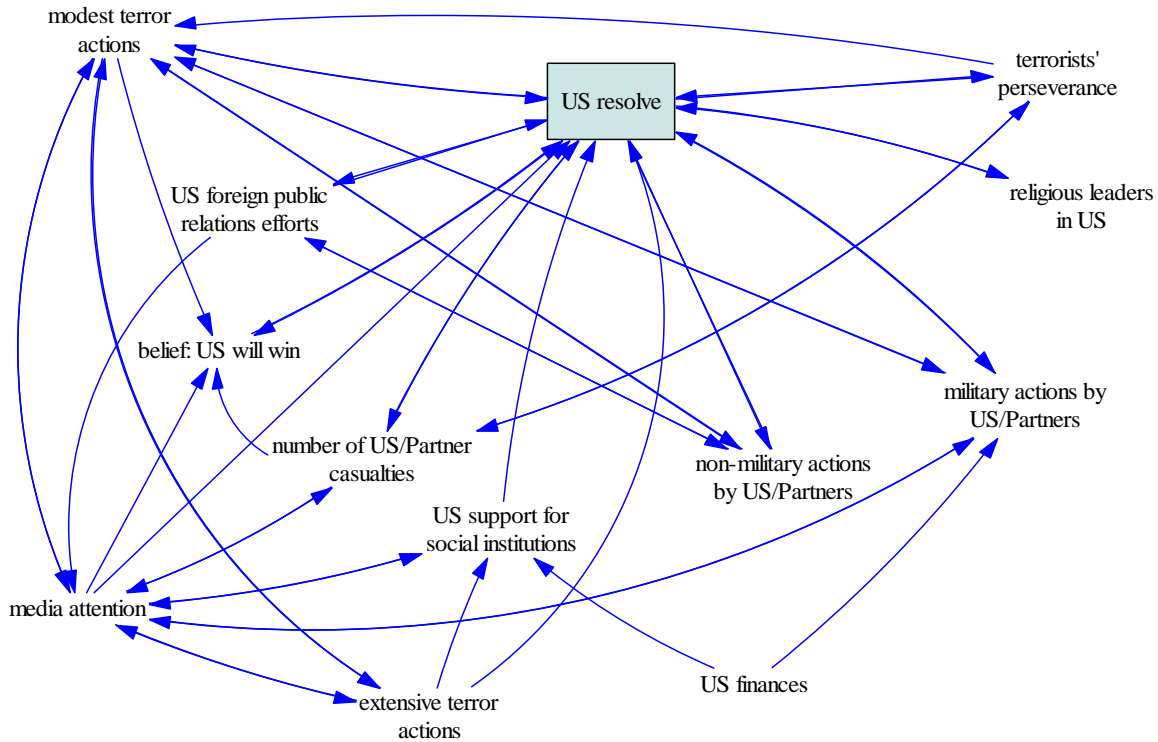 modest terror
actions
US resolve
terrorists'
perseverance
US foreign public
relations efforts
religious leaders
in US
belief: US will win
military actions by
US/Partners
number of US/Partner
casualties
non-military actions
by US/Partners
US support for
social institutions
media attention
US finances
extensive terror
actions